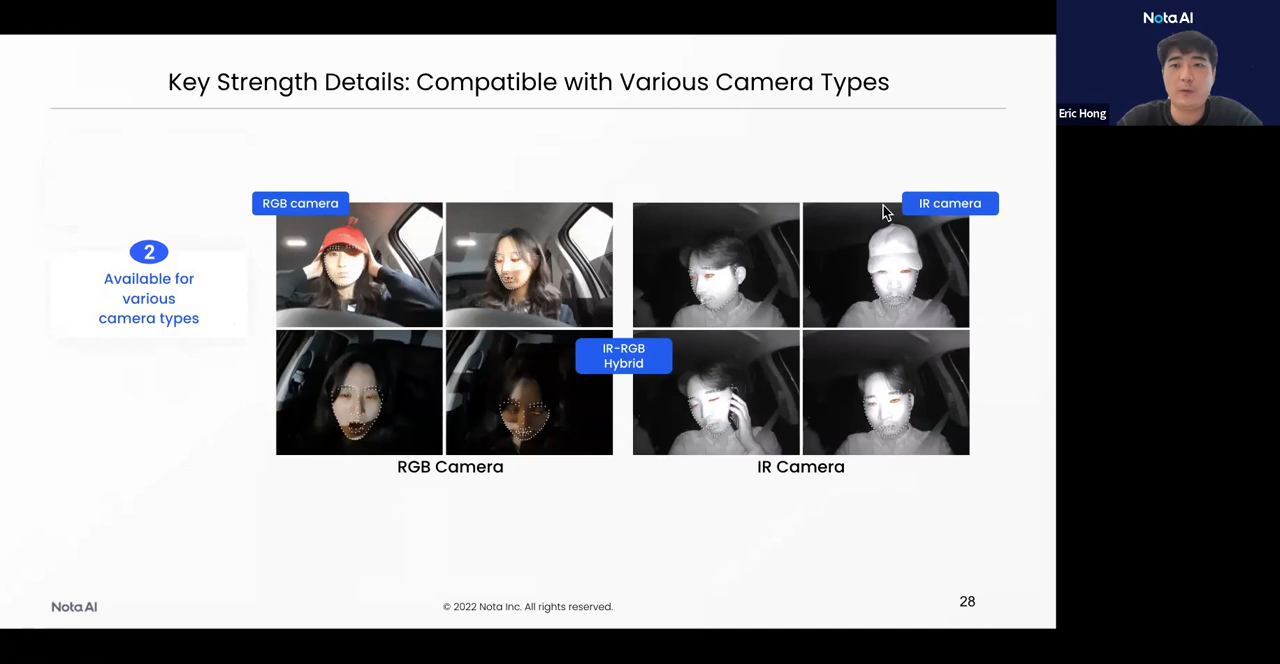 Nota AI
Eric Hong
Key Strength Details: Compatible with Various Camera Types
RGB camera
IR camera
2
Available for
various
camera types
IR-RGB
Hybrid
RGB Camera
IR Camera
Nota AI
© 2022 Nota Inc. All rights reserved.
28